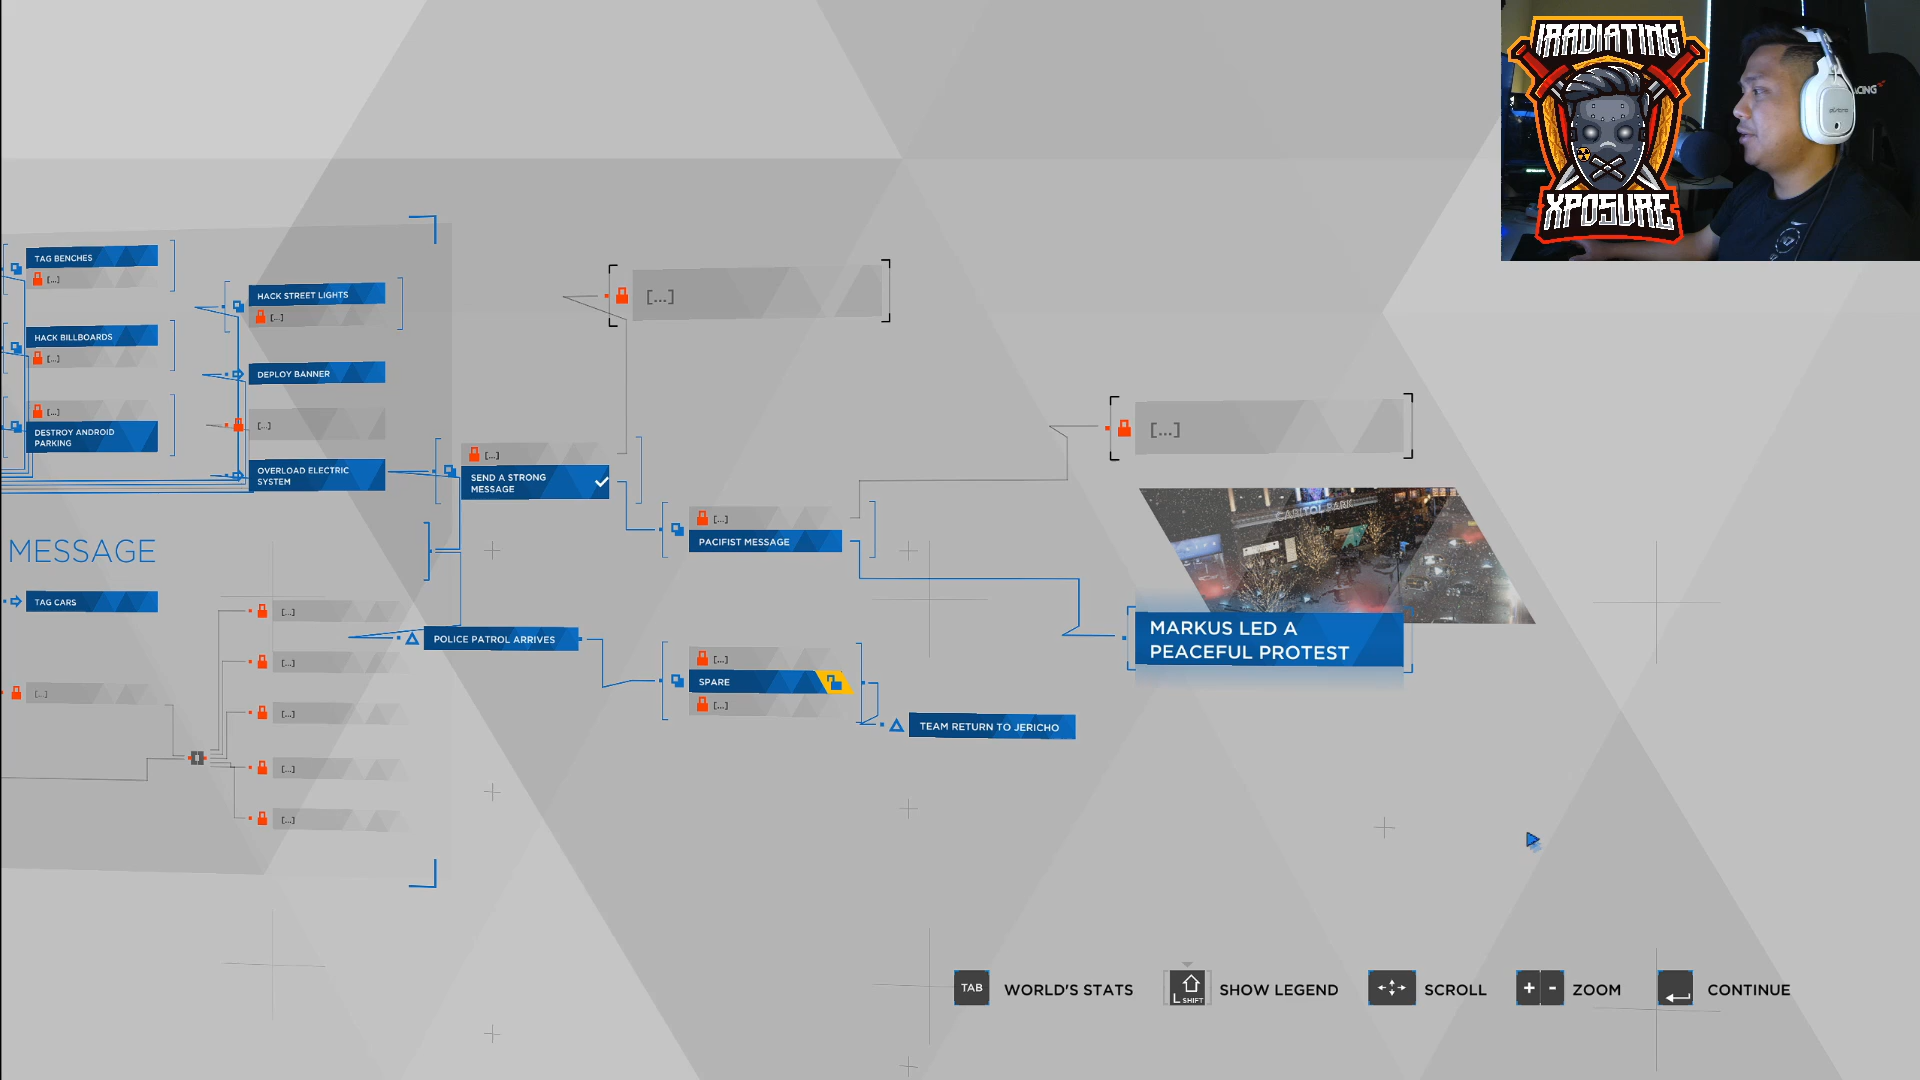 IRADIATING
XPOSURE
TAG BENCHES
[...]
HACK BILLBOARDS
[...]
[...]
DESTROY ANDROID
PARKING
HACK STREET LIGHTS
[...]
DEPLOY BANNER
[...]
OVERLOAD ELECTRIC
SYSTEM
[...]
[...]
SEND A STRONG
MESSAGE
[...]
PACIFIST MESSAGE
[...]
CAPITOL PARK
MARKUS LED A
PEACEFUL PROTEST
MESSAGE
TAG CARS
[...]
[...]
[...]
[...]
[...]
[...]
POLICE PATROL ARRIVES
[...]
SPARE
[...]
TEAM RETURN TO JERICHO
TAB
WORLD'S STATS
L SHIFT
SHOW LEGEND
SCROLL
+ -
ZOOM
CONTINUE